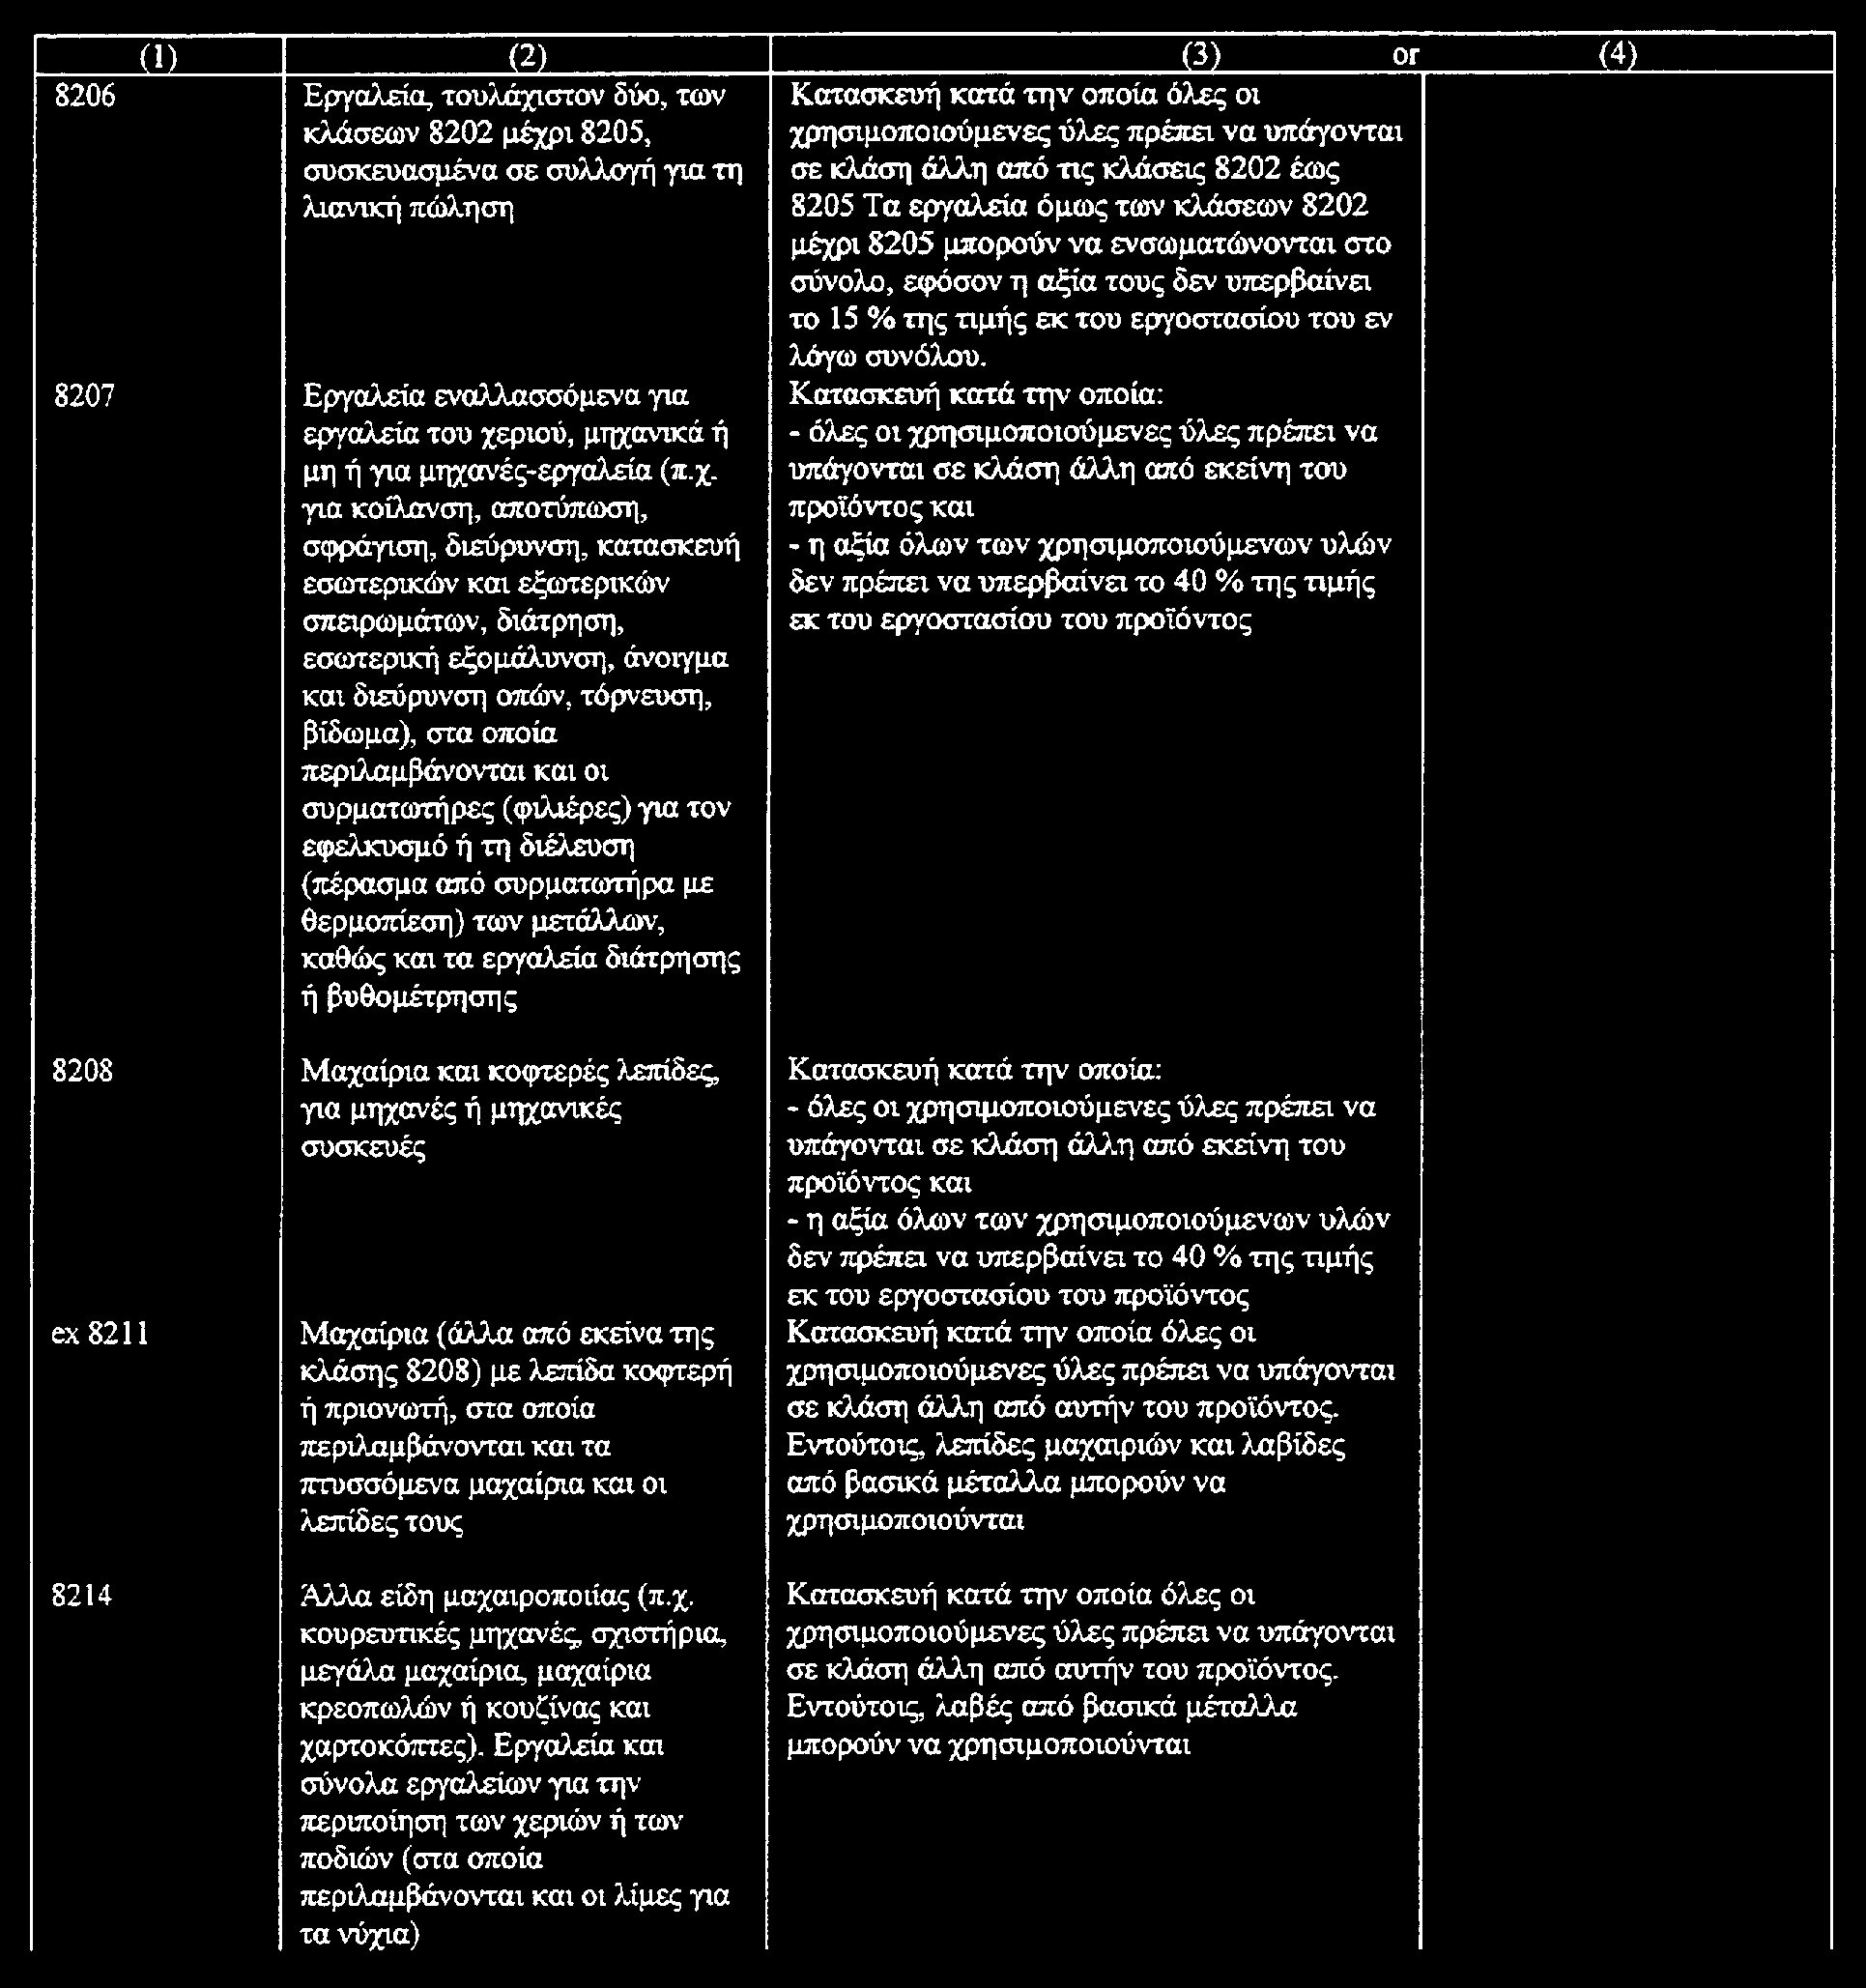 (1) (2) (3) or (4)
8206
Εργαλεία, τουλάχιστον δύο, των
κλάσεων 8202 μέχρι 8205,
συσκευασμένα σε συλλογή για τη
λιανική πώληση
Κατασκευή κατά την οποία όλες οι
χρησιμοποιούμενες ύλες πρέπει να υπάγονται
σε κλάση άλλη από τις κλάσεις 8202 έως
8205 Τα εργαλεία όμως των κλάσεων 8202
μέχρι 8205 μπορούν να ενσωματώνονται στο
σύνολο, εφόσον η αξία τους δεν υπερβαίνει
το 15 % της τιμής εκ του εργοστασίου του εν
λόγω συνόλου.
8207
Εργαλεία εναλλασσόμενα για
εργαλεία του χεριού, μηχανικά ή
μη ή για μηχανές-εργαλεία (π.χ.
για κοίλανση, αποτύπωση,
σφράγιση, διεύρυνση, κατασκευή
εσωτερικών και εξωτερικών
σπειρωμάτων, διάτρηση,
εσωτερική εξομάλυνση, άνοιγμα
και διεύρυνση οπών, τόρνευση,
βίδωμα), στα οποία
περιλαμβάνονται και οι
συρματωτήρες (φιλιέρες) για τον
εφελκυσμό ή τη διέλευση
(πέρασμα από συρματωτήρα με
θερμοπίεση) των μετάλλων,
καθώς και τα εργαλεία διάτρησης
ή βυθομέτρησης
Κατασκευή κατά την οποία:
- όλες οι χρησιμοποιούμενες ύλες πρέπει να
υπάγονται σε κλάση άλλη από εκείνη του
προϊόντος και
- η αξία όλων των χρησιμοποιούμενων υλών
δεν πρέπει να υπερβαίνει το 40 % της τιμής
εκ του εργοστασίου του προϊόντος
8208
Μαχαίρια και κοφτερές λεπίδες,
για μηχανές ή μηχανικές
συσκευές
Κατασκευή κατά την οποία:
- όλες οι χρησιμοποιούμενες ύλες πρέπει να
υπάγονται σε κλάση άλλη από εκείνη του
προϊόντος και
- η αξία όλων των χρησιμοποιούμενων υλών
δεν πρέπει να υπερβαίνει το 40 % της τιμής
εκ του εργοστασίου του προϊόντος
ex 8211
Μαχαίρια (άλλα από εκείνα της
κλάσης 8208) με λεπίδα κοφτερή
ή πριονωτή, στα οποία
περιλαμβάνονται και τα
πτυσσόμενα μαχαίρια και οι
λεπίδες τους
Κατασκευή κατά την οποία όλες οι
χρησιμοποιούμενες ύλες πρέπει να υπάγονται
σε κλάση άλλη από αυτήν του προϊόντος.
Εντούτοις, λεπίδες μαχαιριών και λαβίδες
από βασικά μέταλλα μπορούν να
χρησιμοποιούνται
8214
Άλλα είδη μαχαιροποιίας (π.χ.
κουρευτικές μηχανές, σχιστήρια,
μεγάλα μαχαίρια, μαχαίρια
κρεοπωλών ή κουζίνας και
χαρτοκόπτες). Εργαλεία και
σύνολα εργαλείων για την
περιποίηση των χεριών ή των
ποδιών (στα οποία
περιλαμβάνονται και οι λίμες για
τα νύχια)
Κατασκευή κατά την οποία όλες οι
χρησιμοποιούμενες ύλες πρέπει να υπάγονται
σε κλάση άλλη από αυτήν του προϊόντος.
Εντούτοις, λαβές από βασικά μέταλλα
μπορούν να χρησιμοποιούνται